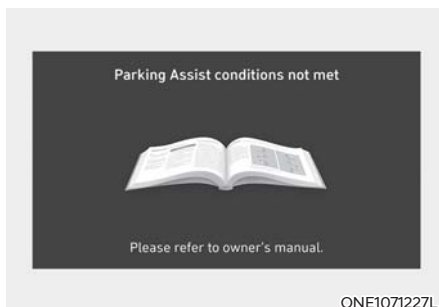 Parking Assist conditions not met
Please refer to owner's manual.
ONE1071227L